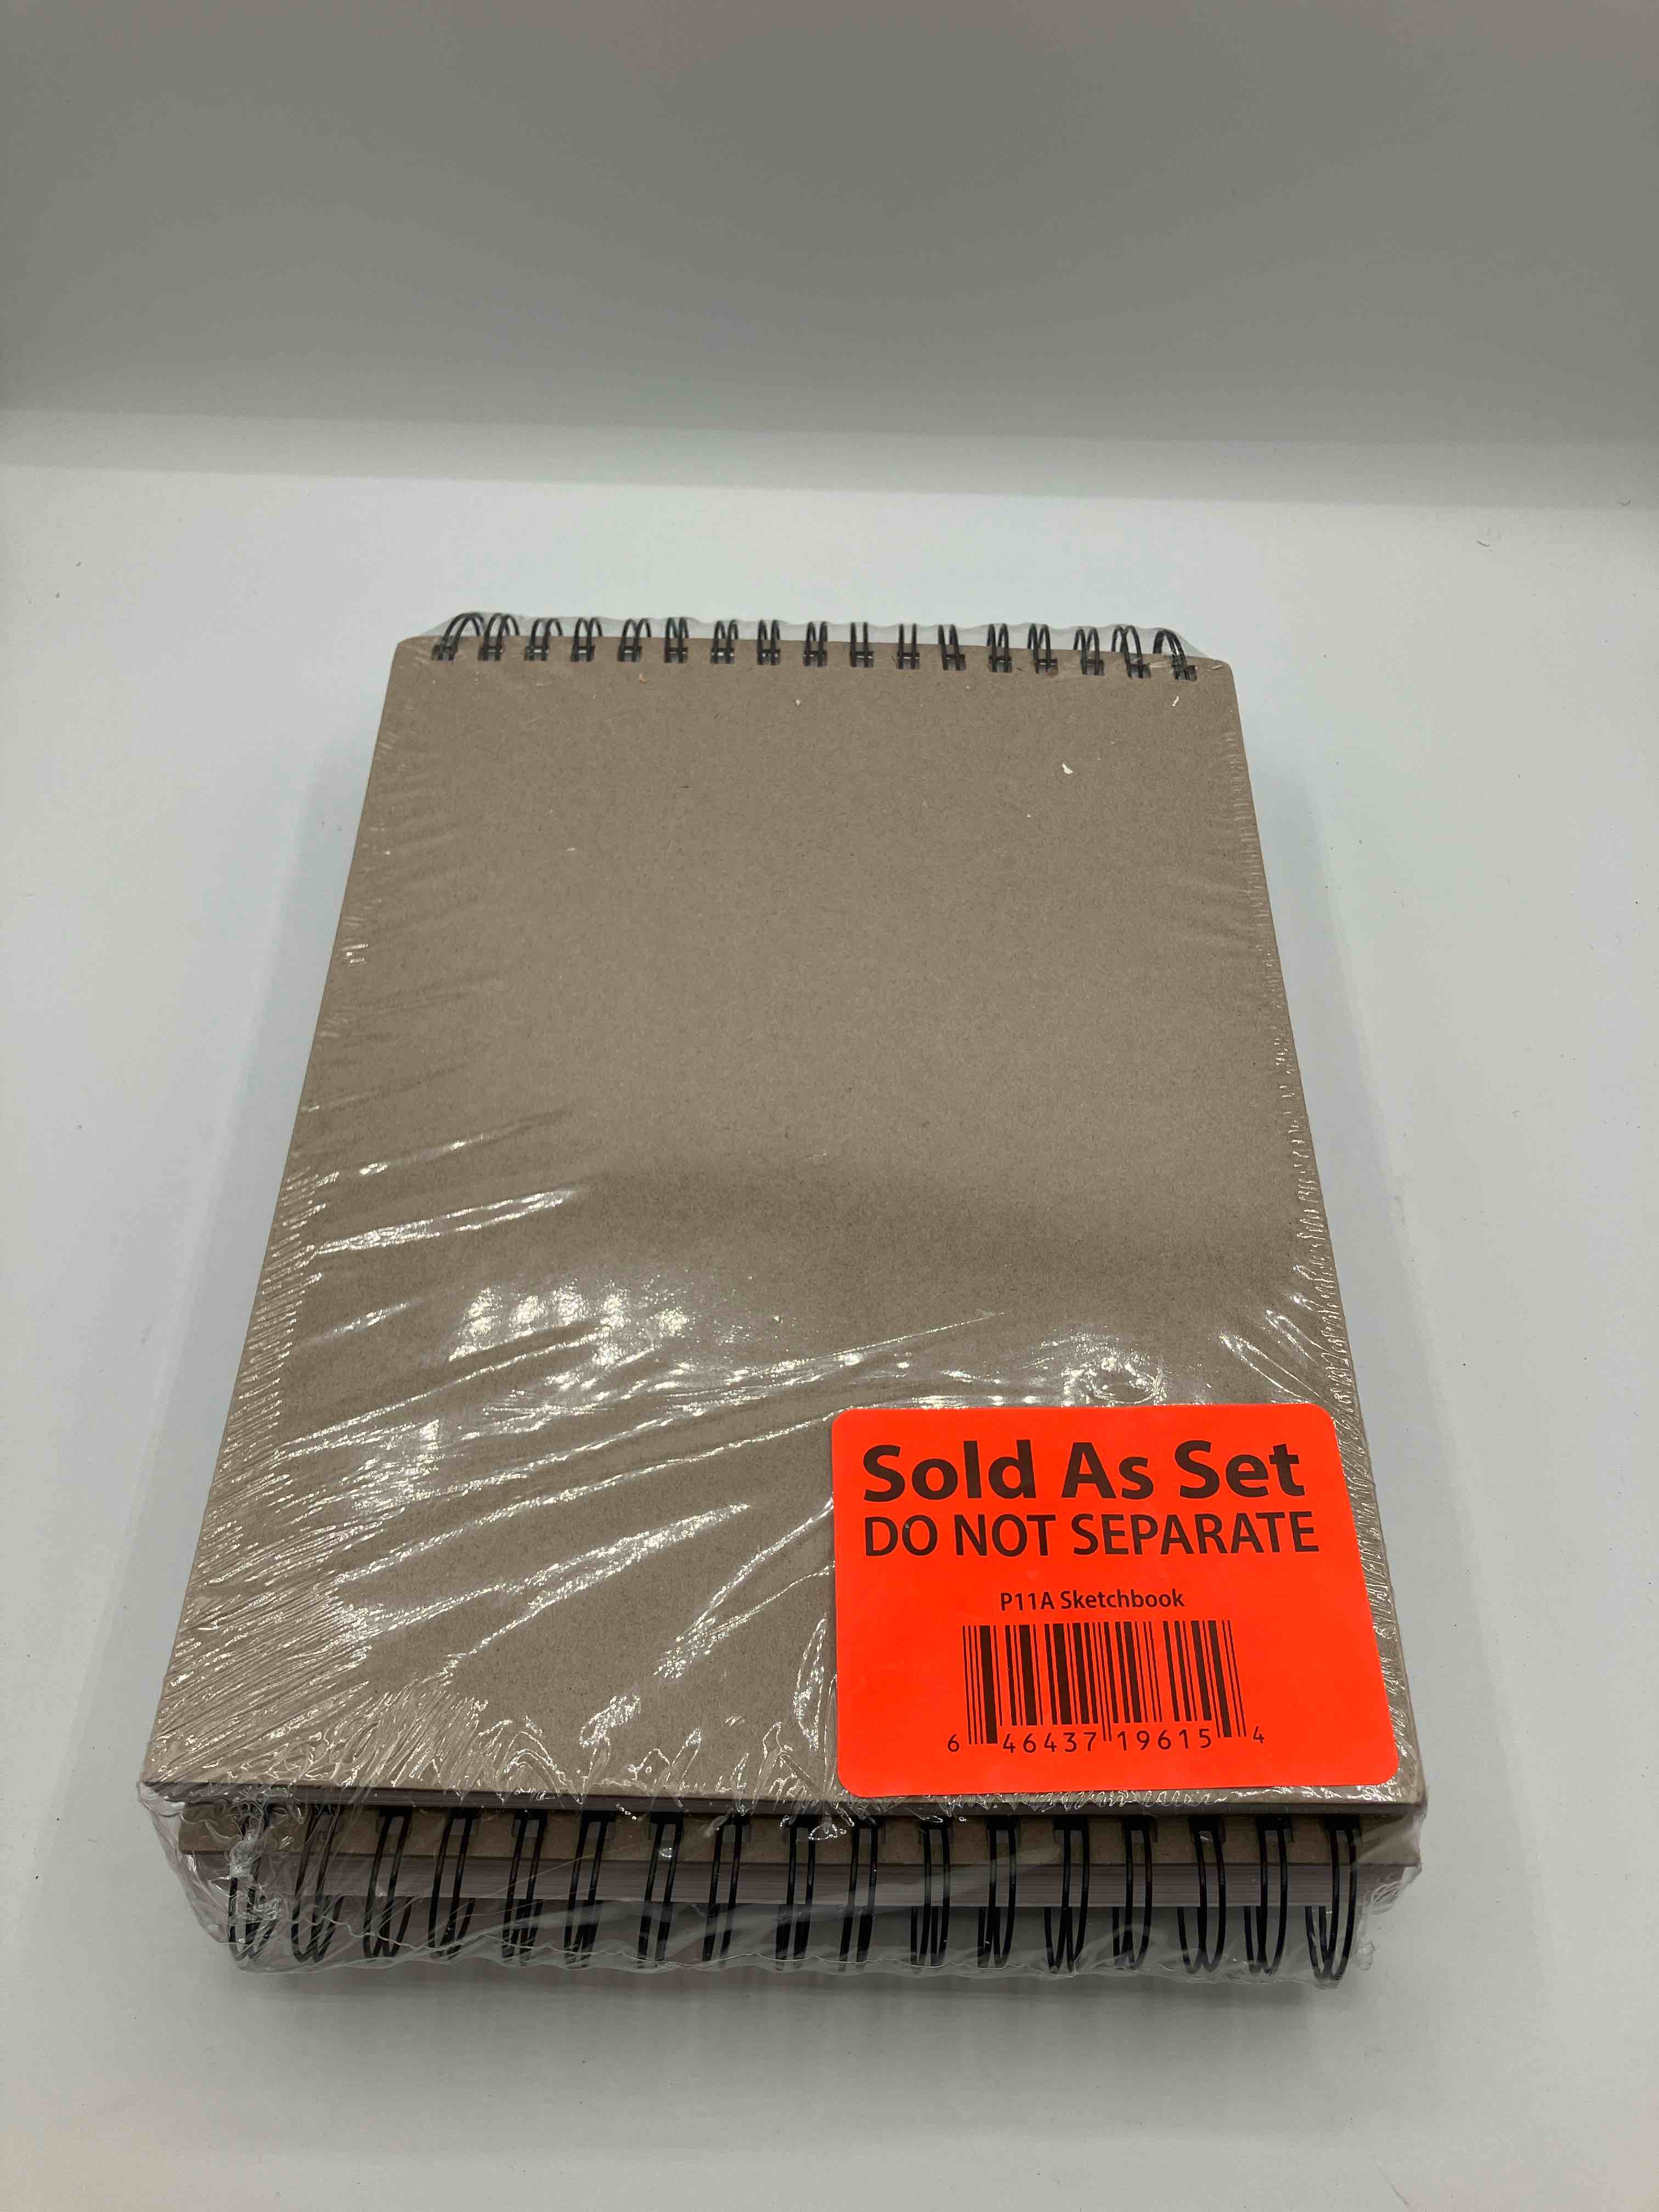 Sold As Set
DO NOT SEPARATE
P11A Sketchbook
6 46437 19615 4